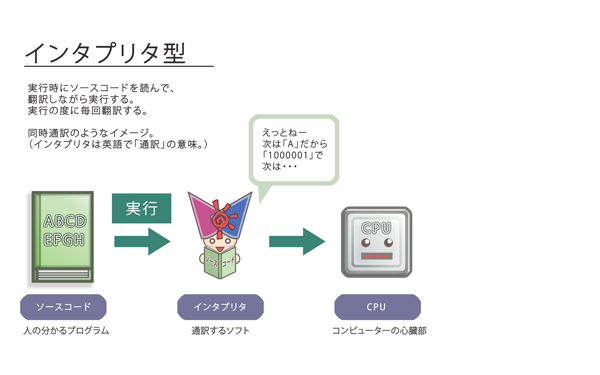 インタプリタ型
実行時にソースコードを読んで、
翻訳しながら実行する。
実行の度に毎回翻訳する。
同時通訳のようなイメージ。
(インタプリタは英語で「通訳」の意味。)
えっとねー
次は「A」だから
「1000001」で
次は・・・
実行
ABCD
EFGH
ソースコード
CPU
ソースコード
インタプリタ
CPU
人の分かるプログラム
通訳するソフト
コンピューターの心臓部